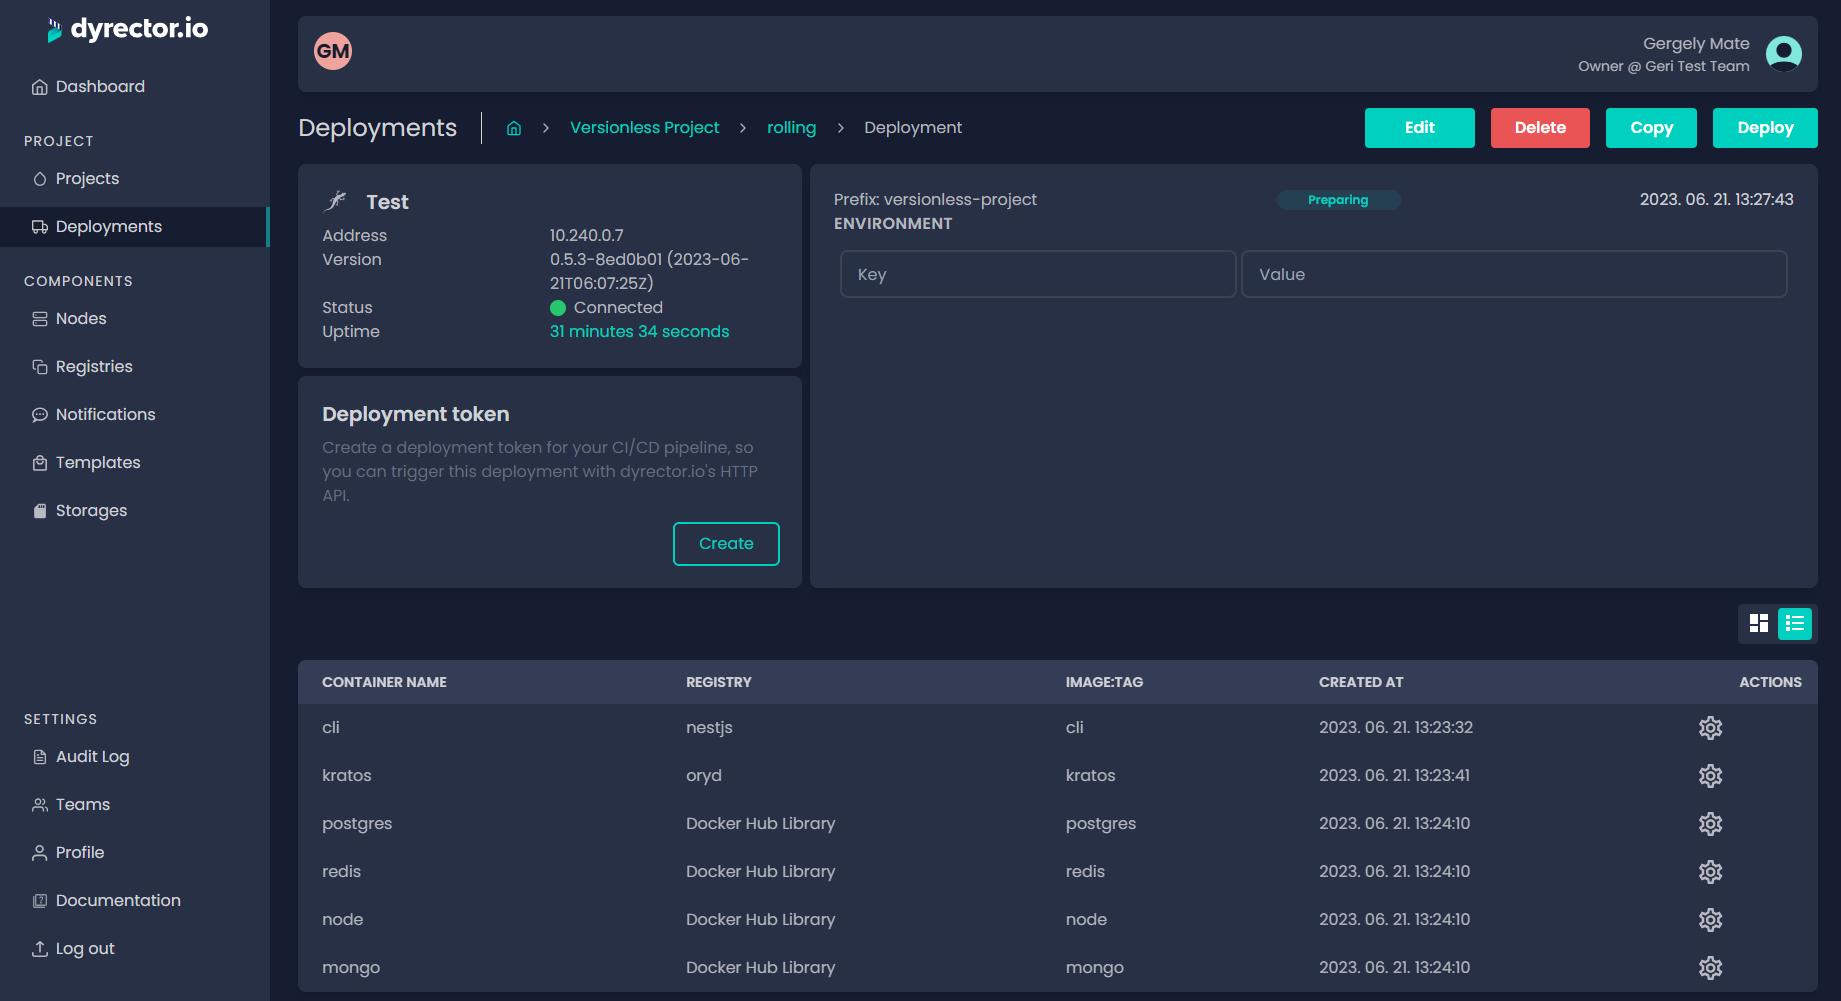 dyrector.io
Dashboard
PROJECT
Projects
Deployments
COMPONENTS
Nodes
Registries
Notifications
Templates
Storages
SETTINGS
Audit Log
Teams
Profile
Documentation
Log out
GM
Gergely Mate
Owner @ Geri Test Team
Deployments
Versionless Project
rolling
Deployment
Edit
Delete
Copy
Deploy
Test
Address 10.240.0.7
Version 0.5.3-8ed0b01 (2023-06-
21T06:07:25Z)
Status Connected
Uptime 31 minutes 34 seconds
Deployment token
Create a deployment token for your CI/CD pipeline, so
you can trigger this deployment with dyrector.io's HTTP
API.
Create
Prefix: versionless-project Preparing 2023. 06. 21. 13:27:43
ENVIRONMENT
Key Value
CONTAINER NAME REGISTRY IMAGE:TAG CREATED AT ACTIONS
cli nestjs cli 2023. 06. 21. 13:23:32
kratos oryd kratos 2023. 06. 21. 13:23:41
postgres Docker Hub Library postgres 2023. 06. 21. 13:24:10
redis Docker Hub Library redis 2023. 06. 21. 13:24:10
node Docker Hub Library node 2023. 06. 21. 13:24:10
mongo Docker Hub Library mongo 2023. 06. 21. 13:24:10